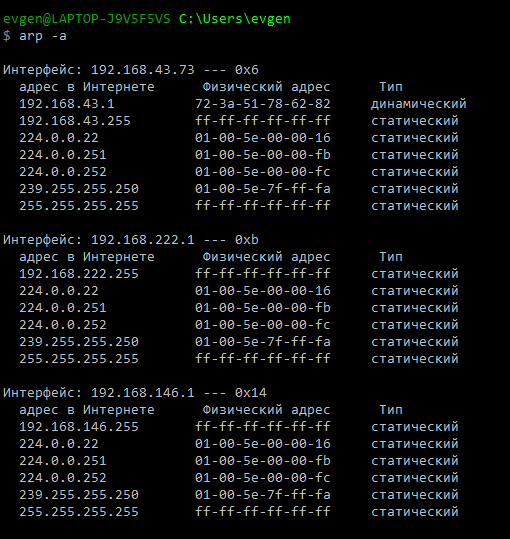 evgen@LAPTOP-J9V5F5VS C:\Users\evgen
$ arp -a
Интерфейс: 192.168.43.73 --- 0x6
адрес в Интернете Физический адрес Тип
192.168.43.1 72-3a-51-78-62-82 динамический
192.168.43.255 ff-ff-ff-ff-ff-ff статический
224.0.0.22 01-00-5e-00-00-16 статический
224.0.0.251 01-00-5e-00-00-fb статический
224.0.0.252 01-00-5e-00-00-fc статический
239.255.255.250 01-00-5e-7f-ff-fa статический
255.255.255.255 ff-ff-ff-ff-ff-ff статический
Интерфейс: 192.168.222.1 --- 0xb
адрес в Интернете Физический адрес Тип
192.168.222.255 ff-ff-ff-ff-ff-ff статический
224.0.0.22 01-00-5e-00-00-16 статический
224.0.0.251 01-00-5e-00-00-fb статический
224.0.0.252 01-00-5e-00-00-fc статический
239.255.255.250 01-00-5e-7f-ff-fa статический
255.255.255.255 ff-ff-ff-ff-ff-ff статический
Интерфейс: 192.168.146.1 --- 0x14
адрес в Интернете Физический адрес Тип
192.168.146.255 ff-ff-ff-ff-ff-ff статический
224.0.0.22 01-00-5e-00-00-16 статический
224.0.0.251 01-00-5e-00-00-fb статический
224.0.0.252 01-00-5e-00-00-fc статический
239.255.255.250 01-00-5e-7f-ff-fa статический
255.255.255.255 ff-ff-ff-ff-ff-ff статический